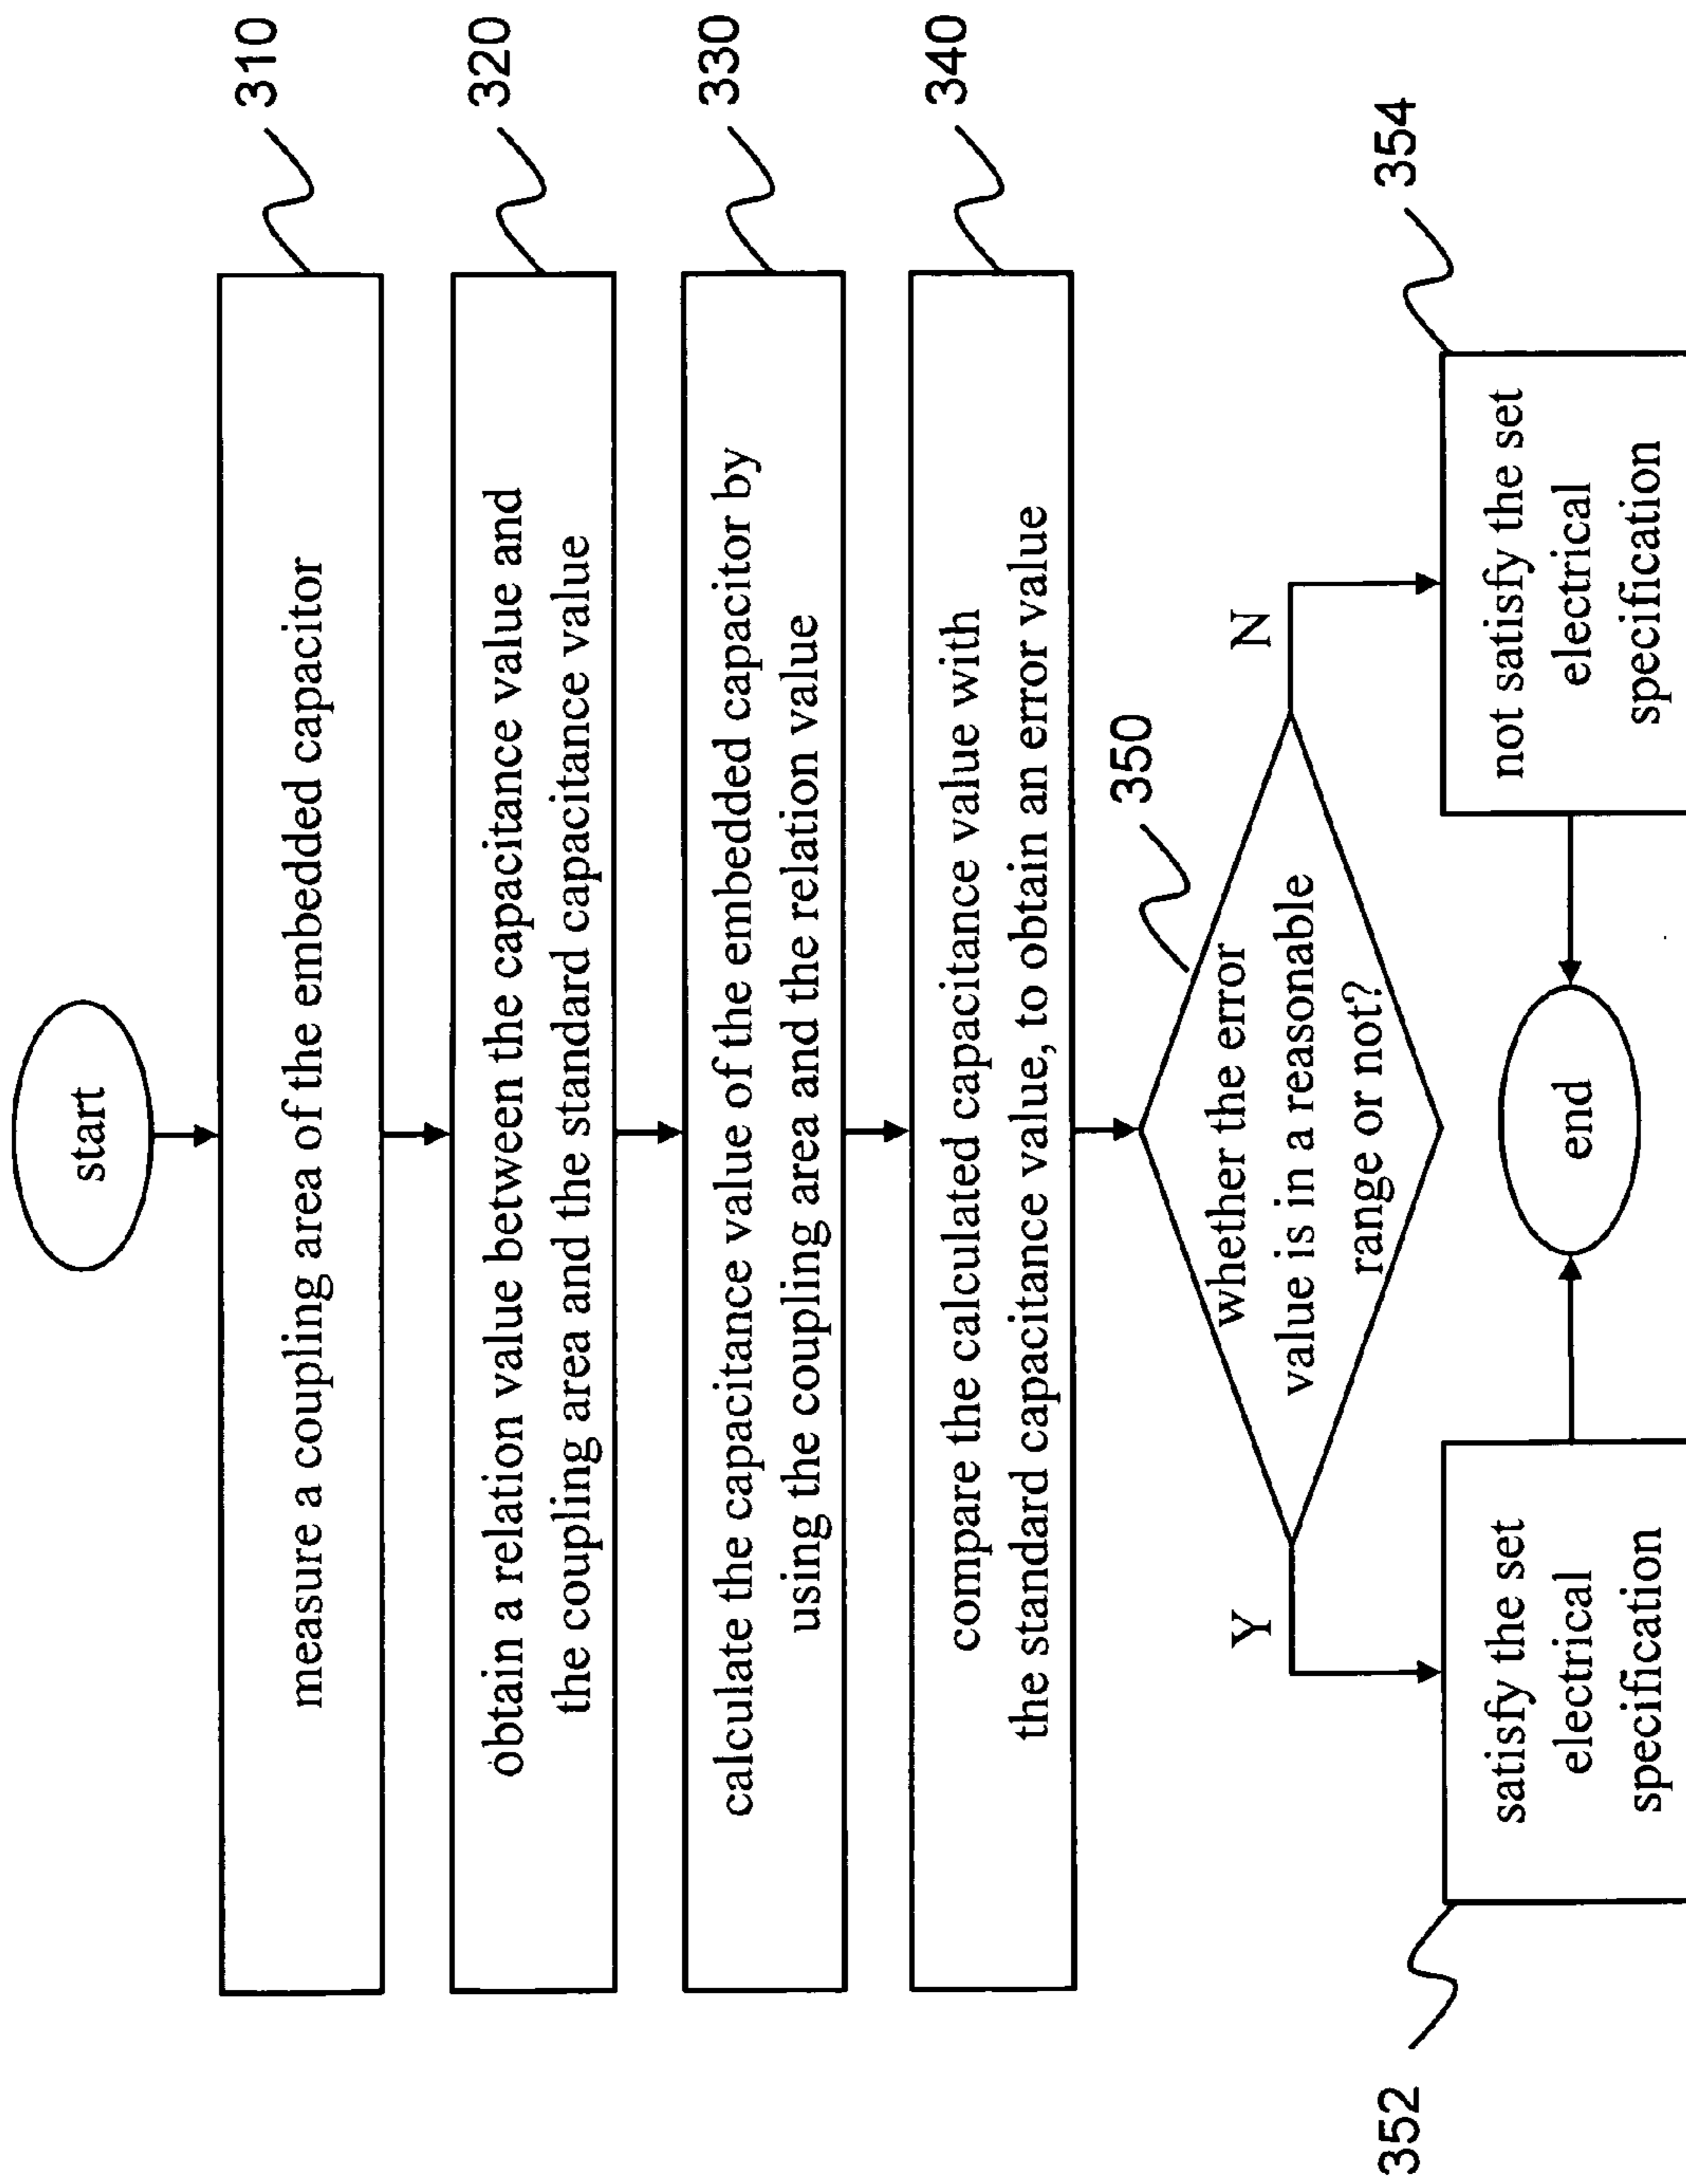 start
310
measure a coupling area of the embedded capacitor
320
obtain a relation value between the capacitance value and
the coupling area and the standard capacitance value
330
calculate the capacitance value of the embedded capacitor by
using the coupling area and the relation value
340
compare the calculated capacitance value with
the standard capacitance value, to obtain an error value
350
whether the error
value is in a reasonable
range or not?
Y
N
352
satisfy the set
electrical
specification
354
not satisfy the set
electrical
specification
end